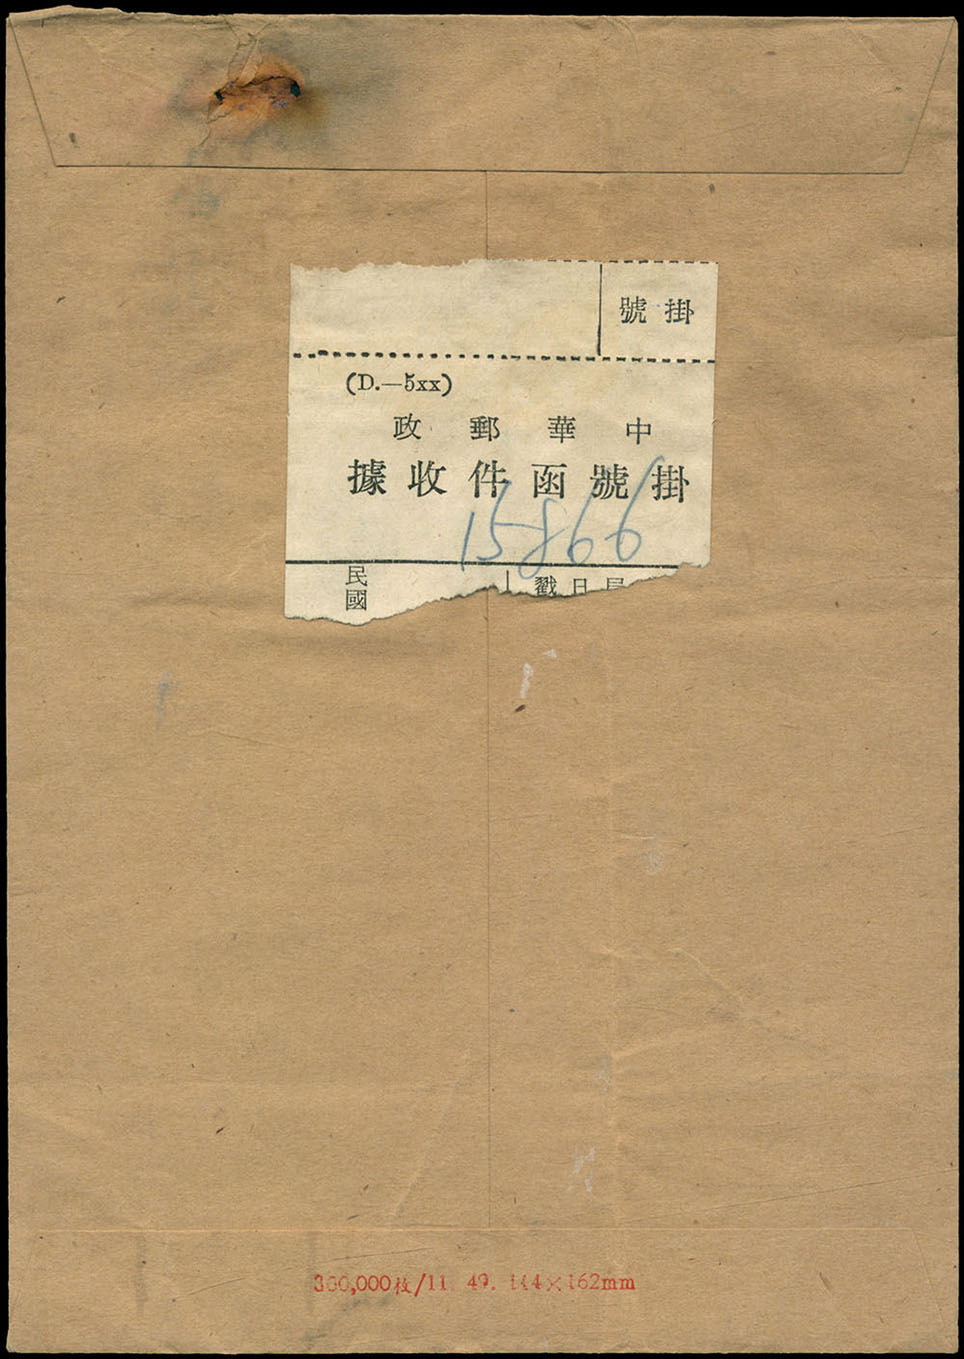 掛號
(D.—5xx)
中華郵政
掛號函件收據
15866
民國
局日戳
300,000枚/11. 49. 144×162mm